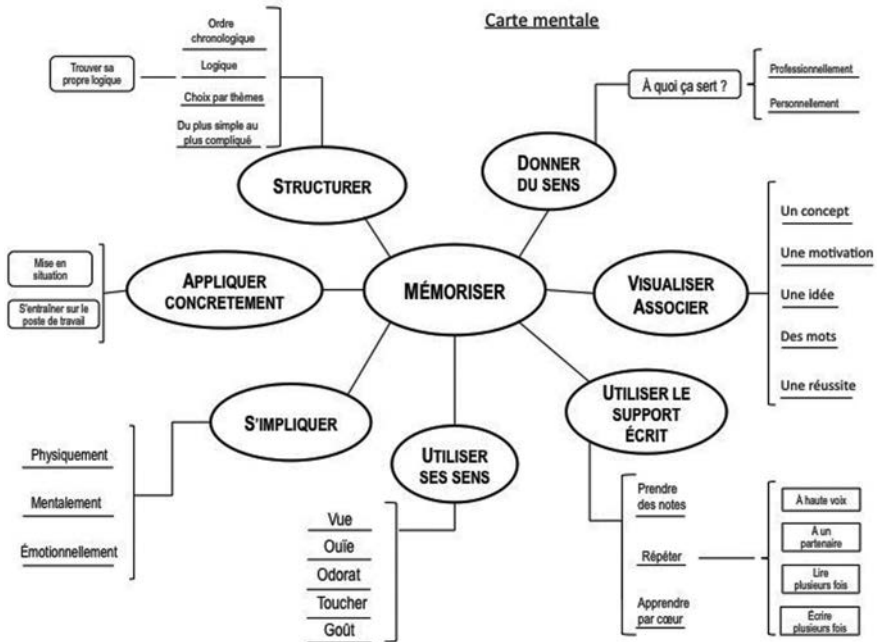 Carte mentale
Ordre
chronologique
Trouver sa
propre logique
Logique
Choix par thèmes
Du plus simple au
plus compliqué
STRUCTURER
À quoi ça sert ?
Professionnellement
Personnellement
DONNER
DU SENS
Mise en
situation
S'entraîner sur le
poste de travail
APPLIQUER
CONCRETEMENT
MÉMORISER
VISUALISER
ASSOCIER
Un concept
Une motivation
Une idée
Des mots
Une réussite
S'IMPLIQUER
Physiquement
Mentalement
Émotionnellement
UTILISER
SES SENS
Vue
Ouïe
Odorat
Toucher
Goût
UTILISER LE
SUPPORT
ÉCRIT
Prendre
des notes
Répéter
Apprendre
par cœur
À haute voix
A un
partenaire
Lire
plusieurs fois
Écrire
plusieurs fois